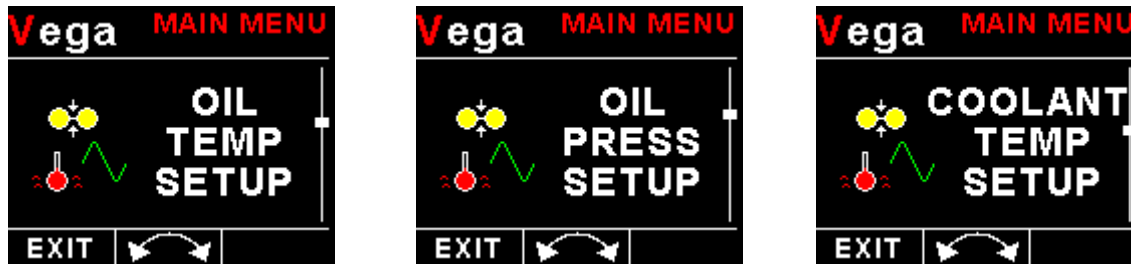 Vega MAIN MENU
OIL
TEMP
SETUP
EXIT
Vega MAIN MENU
OIL
PRESS
SETUP
EXIT
Vega MAIN MENU
COOLANT
TEMP
SETUP
EXIT